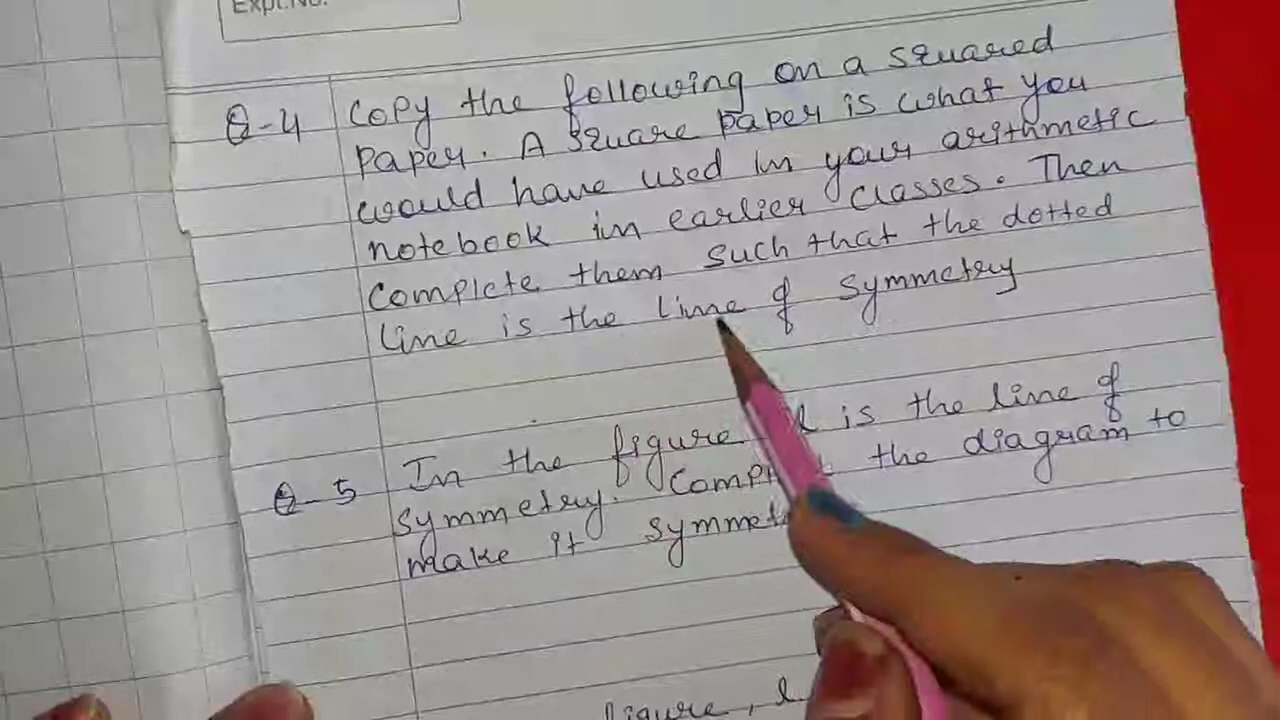 Expt. No.
Q-4 Copy the following on a squared
paper. A square paper is what you
would have used in your arithmetic
notebook in earlier classes. Then
complete them such that the dotted
line is the line of symmetry
Q-5 In the figure l is the line of
symmetry. the diagram to
make it
figure, l